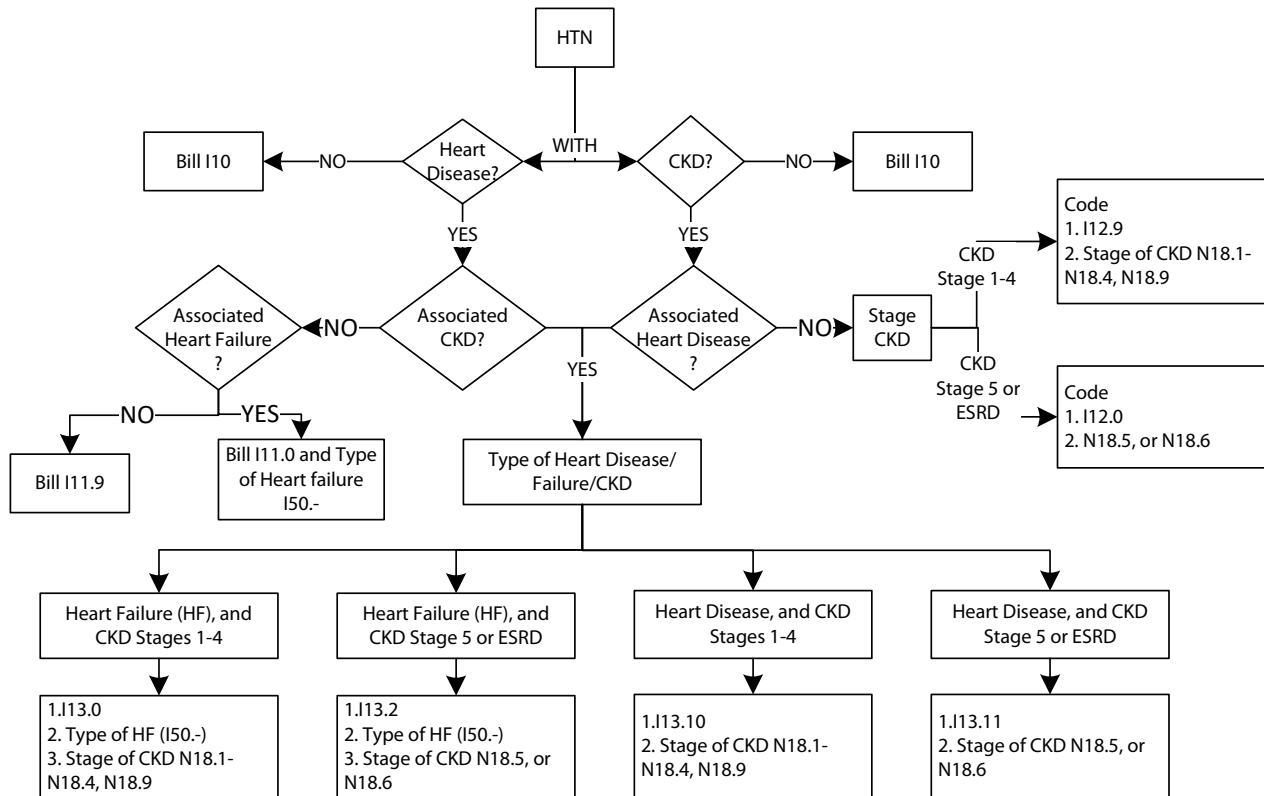 HTN
Bill I10
NO
Heart
Disease?
WITH
CKD?
NO
Bill I10
YES
YES
Code
1. I12.9
2. Stage of CKD N18.1-
N18.4, N18.9
CKD
Stage 1-4
Associated
Heart Failure
?
NO
Associated
CKD?
YES
Associated
Heart Disease
?
NO
Stage
CKD
CKD
Stage 5 or
ESRD
Code
1. I12.0
2. N18.5, or N18.6
NO
YES
Bill I11.9
Bill I11.0 and Type
of Heart failure
I50.-
Type of Heart Disease/
Failure/CKD
Heart Failure (HF), and
CKD Stages 1-4
Heart Failure (HF), and
CKD Stage 5 or ESRD
Heart Disease, and CKD
Stages 1-4
Heart Disease, and CKD
Stage 5 or ESRD
1.I13.0
2. Type of HF (I50.-)
3. Stage of CKD N18.1-
N18.4, N18.9
1.I13.2
2. Type of HF (I50.-)
3. Stage of CKD N18.5, or
N18.6
1.I13.10
2. Stage of CKD N18.1-
N18.4, N18.9
1.I13.11
2. Stage of CKD N18.5, or
N18.6